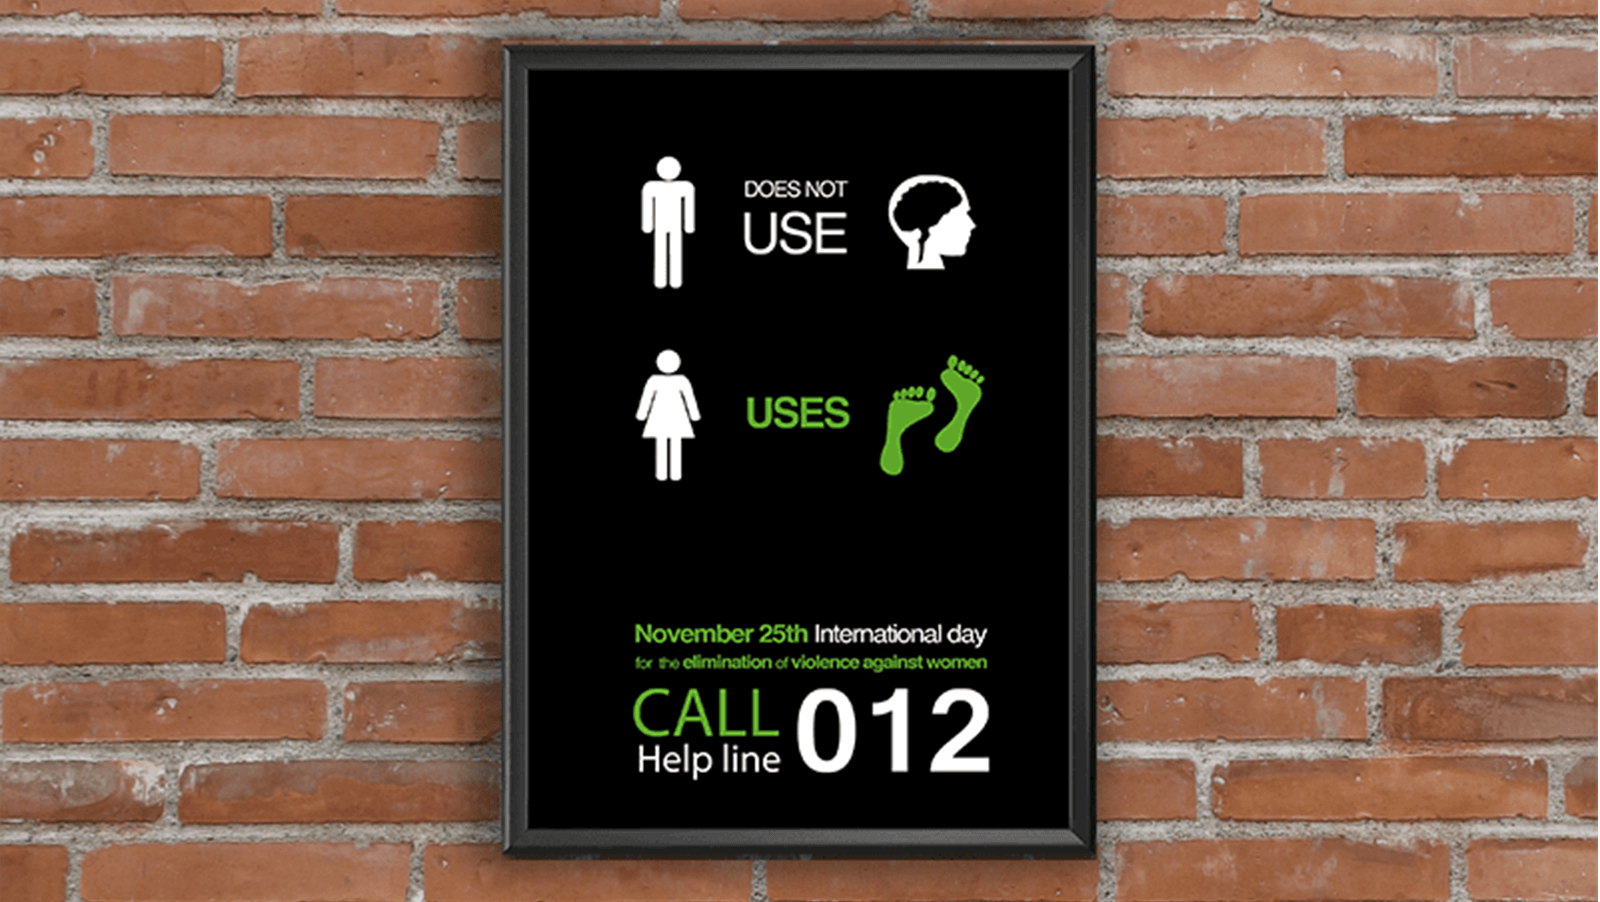 DOES NOT
USE
USES
November 25th International day
for the elimination of violence against women
CALL
Help line
012